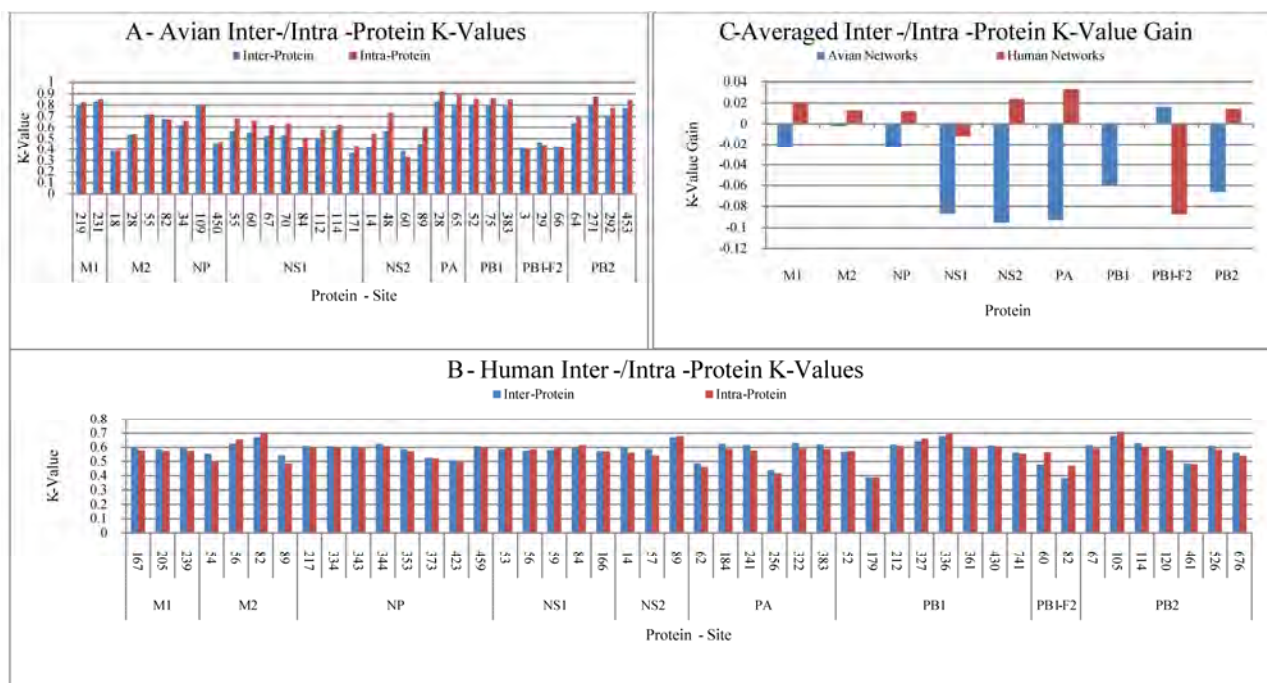 A - Avian Inter-/Intra -Protein K-Values
Inter-Protein Intra-Protein
K-Value
1
0.9
0.8
0.7
0.6
0.5
0.4
0.3
0.2
0.1
0
219 231 18 28 55 82 34 109 450 55 60 67 70 84 112 114 171 14 48 60 89 28 65 52 75 383 3 29 66 64 271 292 453
M1 M2 NP NS1 NS2 PA PB1 PB1-F2 PB2
Protein - Site
C-Averaged Inter -/Intra -Protein K-Value Gain
Avian Networks Human Networks
K-Value Gain
0.04
0.02
0
-0.02
-0.04
-0.06
-0.08
-0.1
-0.12
M1 M2 NP NS1 NS2 PA PB1 PB1-F2 PB2
Protein
B - Human Inter -/Intra -Protein K-Values
Inter-Protein Intra-Protein
K-Value
0.8
0.7
0.6
0.5
0.4
0.3
0.2
0.1
0
167 205 239 54 56 82 89 217 334 343 344 353 373 423 459 53 56 59 84 166 14 57 89 62 184 241 256 322 383 52 179 212 327 336 361 430 741 60 82 67 105 114 120 461 526 676
M1 M2 NP NS1 NS2 PA PB1 PB1-F2 PB2
Protein - Site